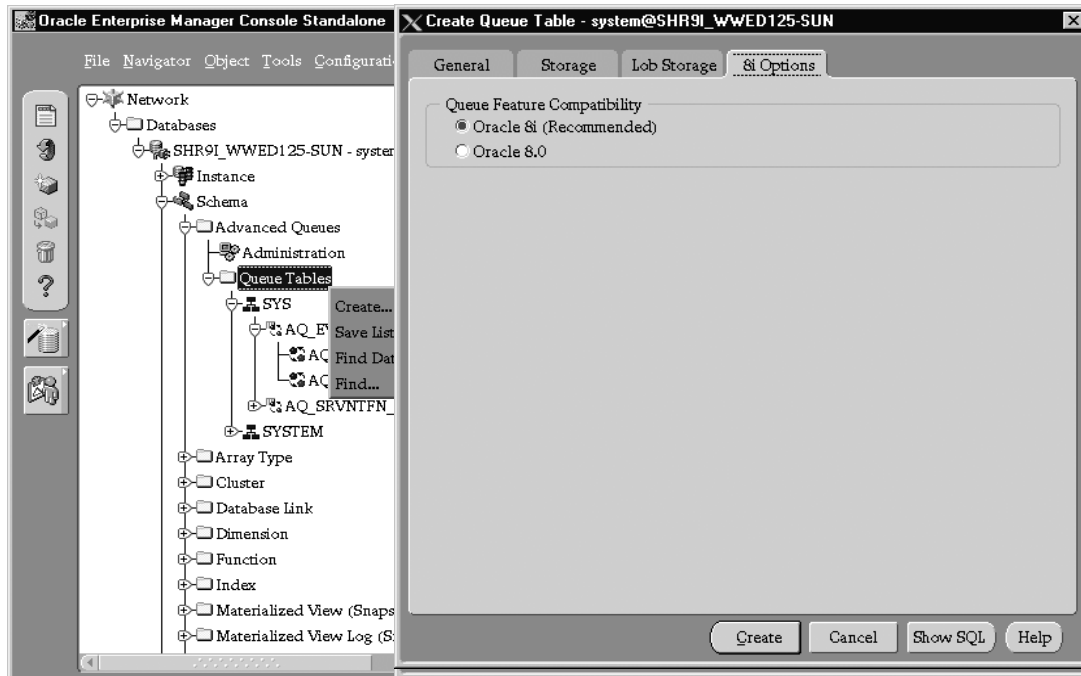 Oracle Enterprise Manager Console Standalone
File Navigator Object Tools Configurati
Network
Databases
SHR9I_WWED125-SUN - system
Instance
Schema
Advanced Queues
Administration
Queue Tables
SYS
AQ_E
AQ
AQ
AQ_SRVNTFN_
SYSTEM
Array Type
Cluster
Database Link
Dimension
Function
Index
Materialized View (Snaps
Materialized View Log (S
Create...
Save List
Find Dat
Find...
Create Queue Table - system@SHR9I_WWED125-SUN
General Storage Lob Storage 8i Options
Queue Feature Compatibility
Oracle 8i (Recommended)
Oracle 8.0
Create Cancel Show SQL Help